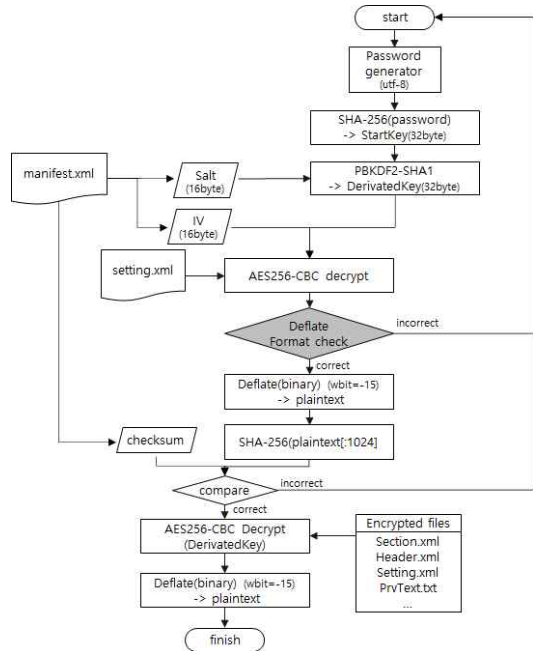 start
Password
generator
(utf-8)
SHA-256(password)
-> StartKey(32byte)
manifest.xml
Salt
(16byte)
PBKDF2-SHA1
-> DerivatedKey(32byte)
IV
(16byte)
setting.xml
AES256-CBC decrypt
Deflate
Format check
incorrect
correct
Deflate(binary) (wbit=-15)
-> plaintext
checksum
SHA-256(plaintext[:1024]
compare
incorrect
correct
AES256-CBC Decrypt
(DerivatedKey)
Encrypted files
Section.xml
Header.xml
Setting.xml
PrvText.txt
...
Deflate(binary) (wbit=-15)
-> plaintext
finish